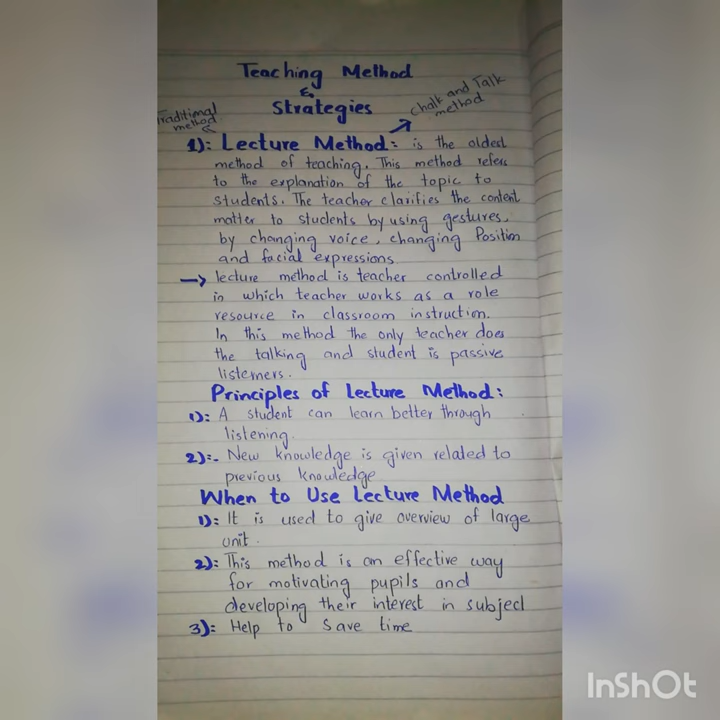 Teaching Method
&
Strategies
Traditional
method
Chalk and Talk
method
1): Lecture Method: is the oldest
method of teaching. This method refers
to the explanation of the topic to
students. The teacher clarifies the content
matter to students by using gestures,
by changing voice, changing Position
and facial expressions
→ lecture method is teacher controlled
in which teacher works as a role
resource in classroom instruction.
In this method the only teacher does
the talking and student is passive
listerners.
Principles of Lecture Method:
1): A student can learn better through
listening.
2):- New knowledge is given related to
previous knowledge
When to Use Lecture Method
1): It is used to give overview of large
unit.
2): This method is an effective way
for motivating pupils and
developing their interest in subject
3): Help to save time
InShOt